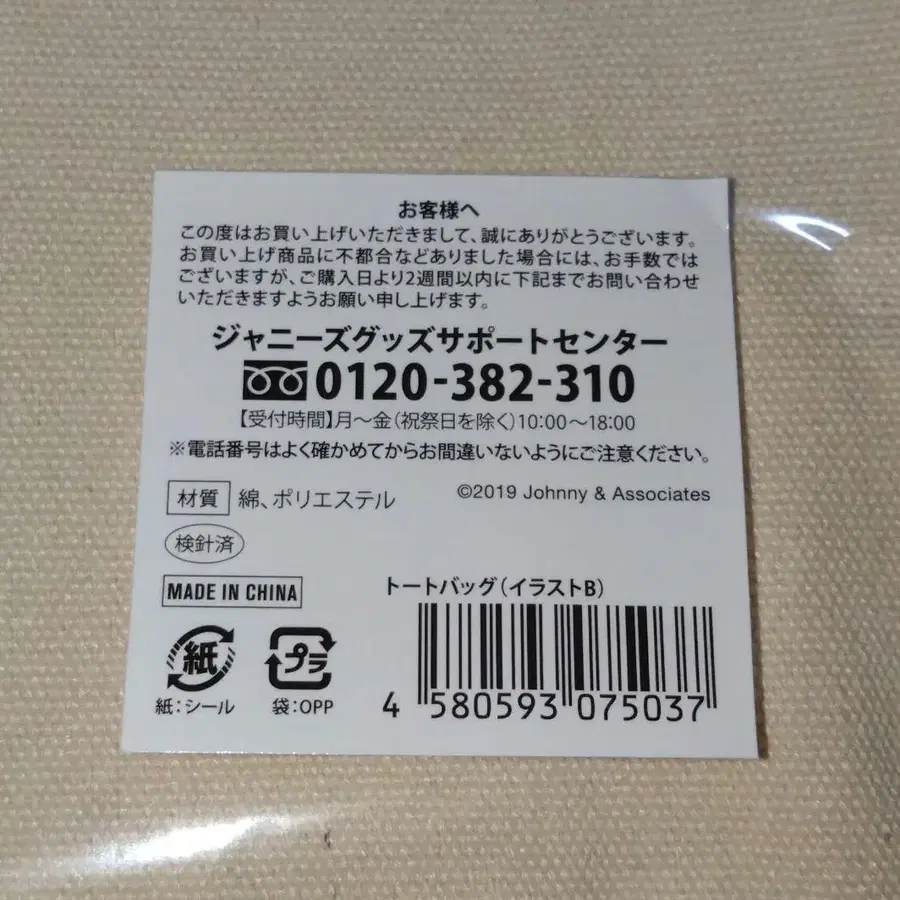 お客様へ
この度はお買い上げいただきまして、誠にありがとうございます。
お買い上げ商品に不都合などありました場合には、お手数では
ございますが、ご購入日より2週間以内に下記までお問い合わせ
いただきますようお願い申し上げます。
ジャニーズグッズサポートセンター
0120-382-310
【受付時間】月〜金(祝祭日を除く)10:00〜18:00
※電話番号はよく確かめてからお間違いないようにご注意ください。
材質 綿、ポリエステル
©2019 Johnny & Associates
検針済
MADE IN CHINA
トートバッグ(イラストB)
紙
プラ
紙:シール
袋:OPP
4 580593 075037